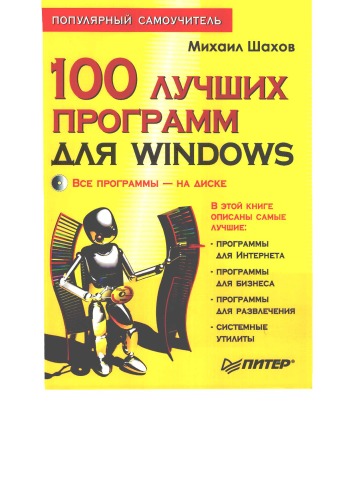 ПОПУЛЯРНЫЙ САМОУЧИТЕЛЬ
Михаил Шахов
100 ЛУЧШИХ
ПРОГРАММ
ДЛЯ WINDOWS
ВСЕ ПРОГРАММЫ — НА ДИСКЕ
В ЭТОЙ КНИГЕ
ОПИСАНЫ САМЫЕ
ЛУЧШИЕ:
• ПРОГРАММЫ
ДЛЯ ИНТЕРНЕТА
• ПРОГРАММЫ
ДЛЯ БИЗНЕСА
• ПРОГРАММЫ
ДЛЯ РАЗВЛЕЧЕНИЯ
• СИСТЕМНЫЕ
УТИЛИТЫ
ПИТЕР®